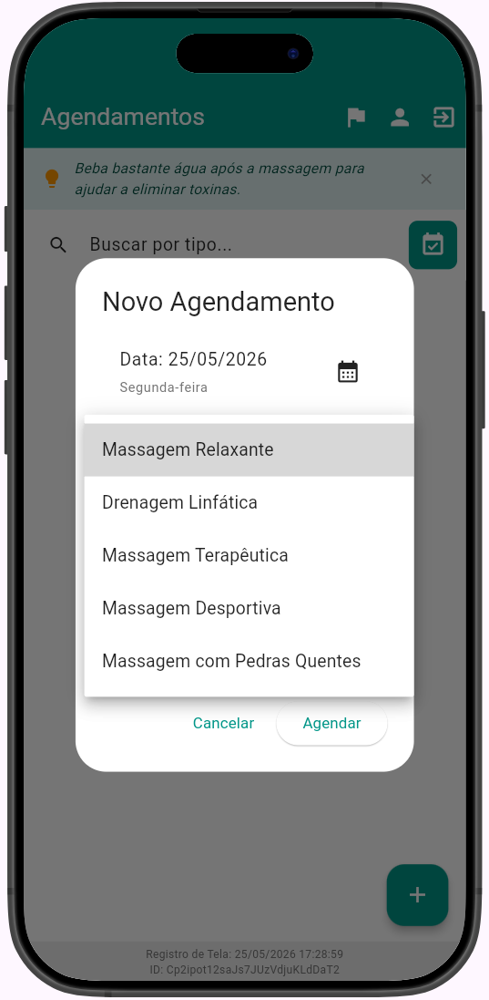 Agendamentos
Beba bastante água após a massagem para
ajudar a eliminar toxinas.
Buscar por tipo...
Novo Agendamento
Data: 25/05/2026
Segunda-feira
Massagem Relaxante
Drenagem Linfática
Massagem Terapêutica
Massagem Desportiva
Massagem com Pedras Quentes
Cancelar
Agendar
Registro de Tela: 25/05/2026 17:28:59
ID: Cp2ipot12saJs7JUzVdjuKLdDaT2